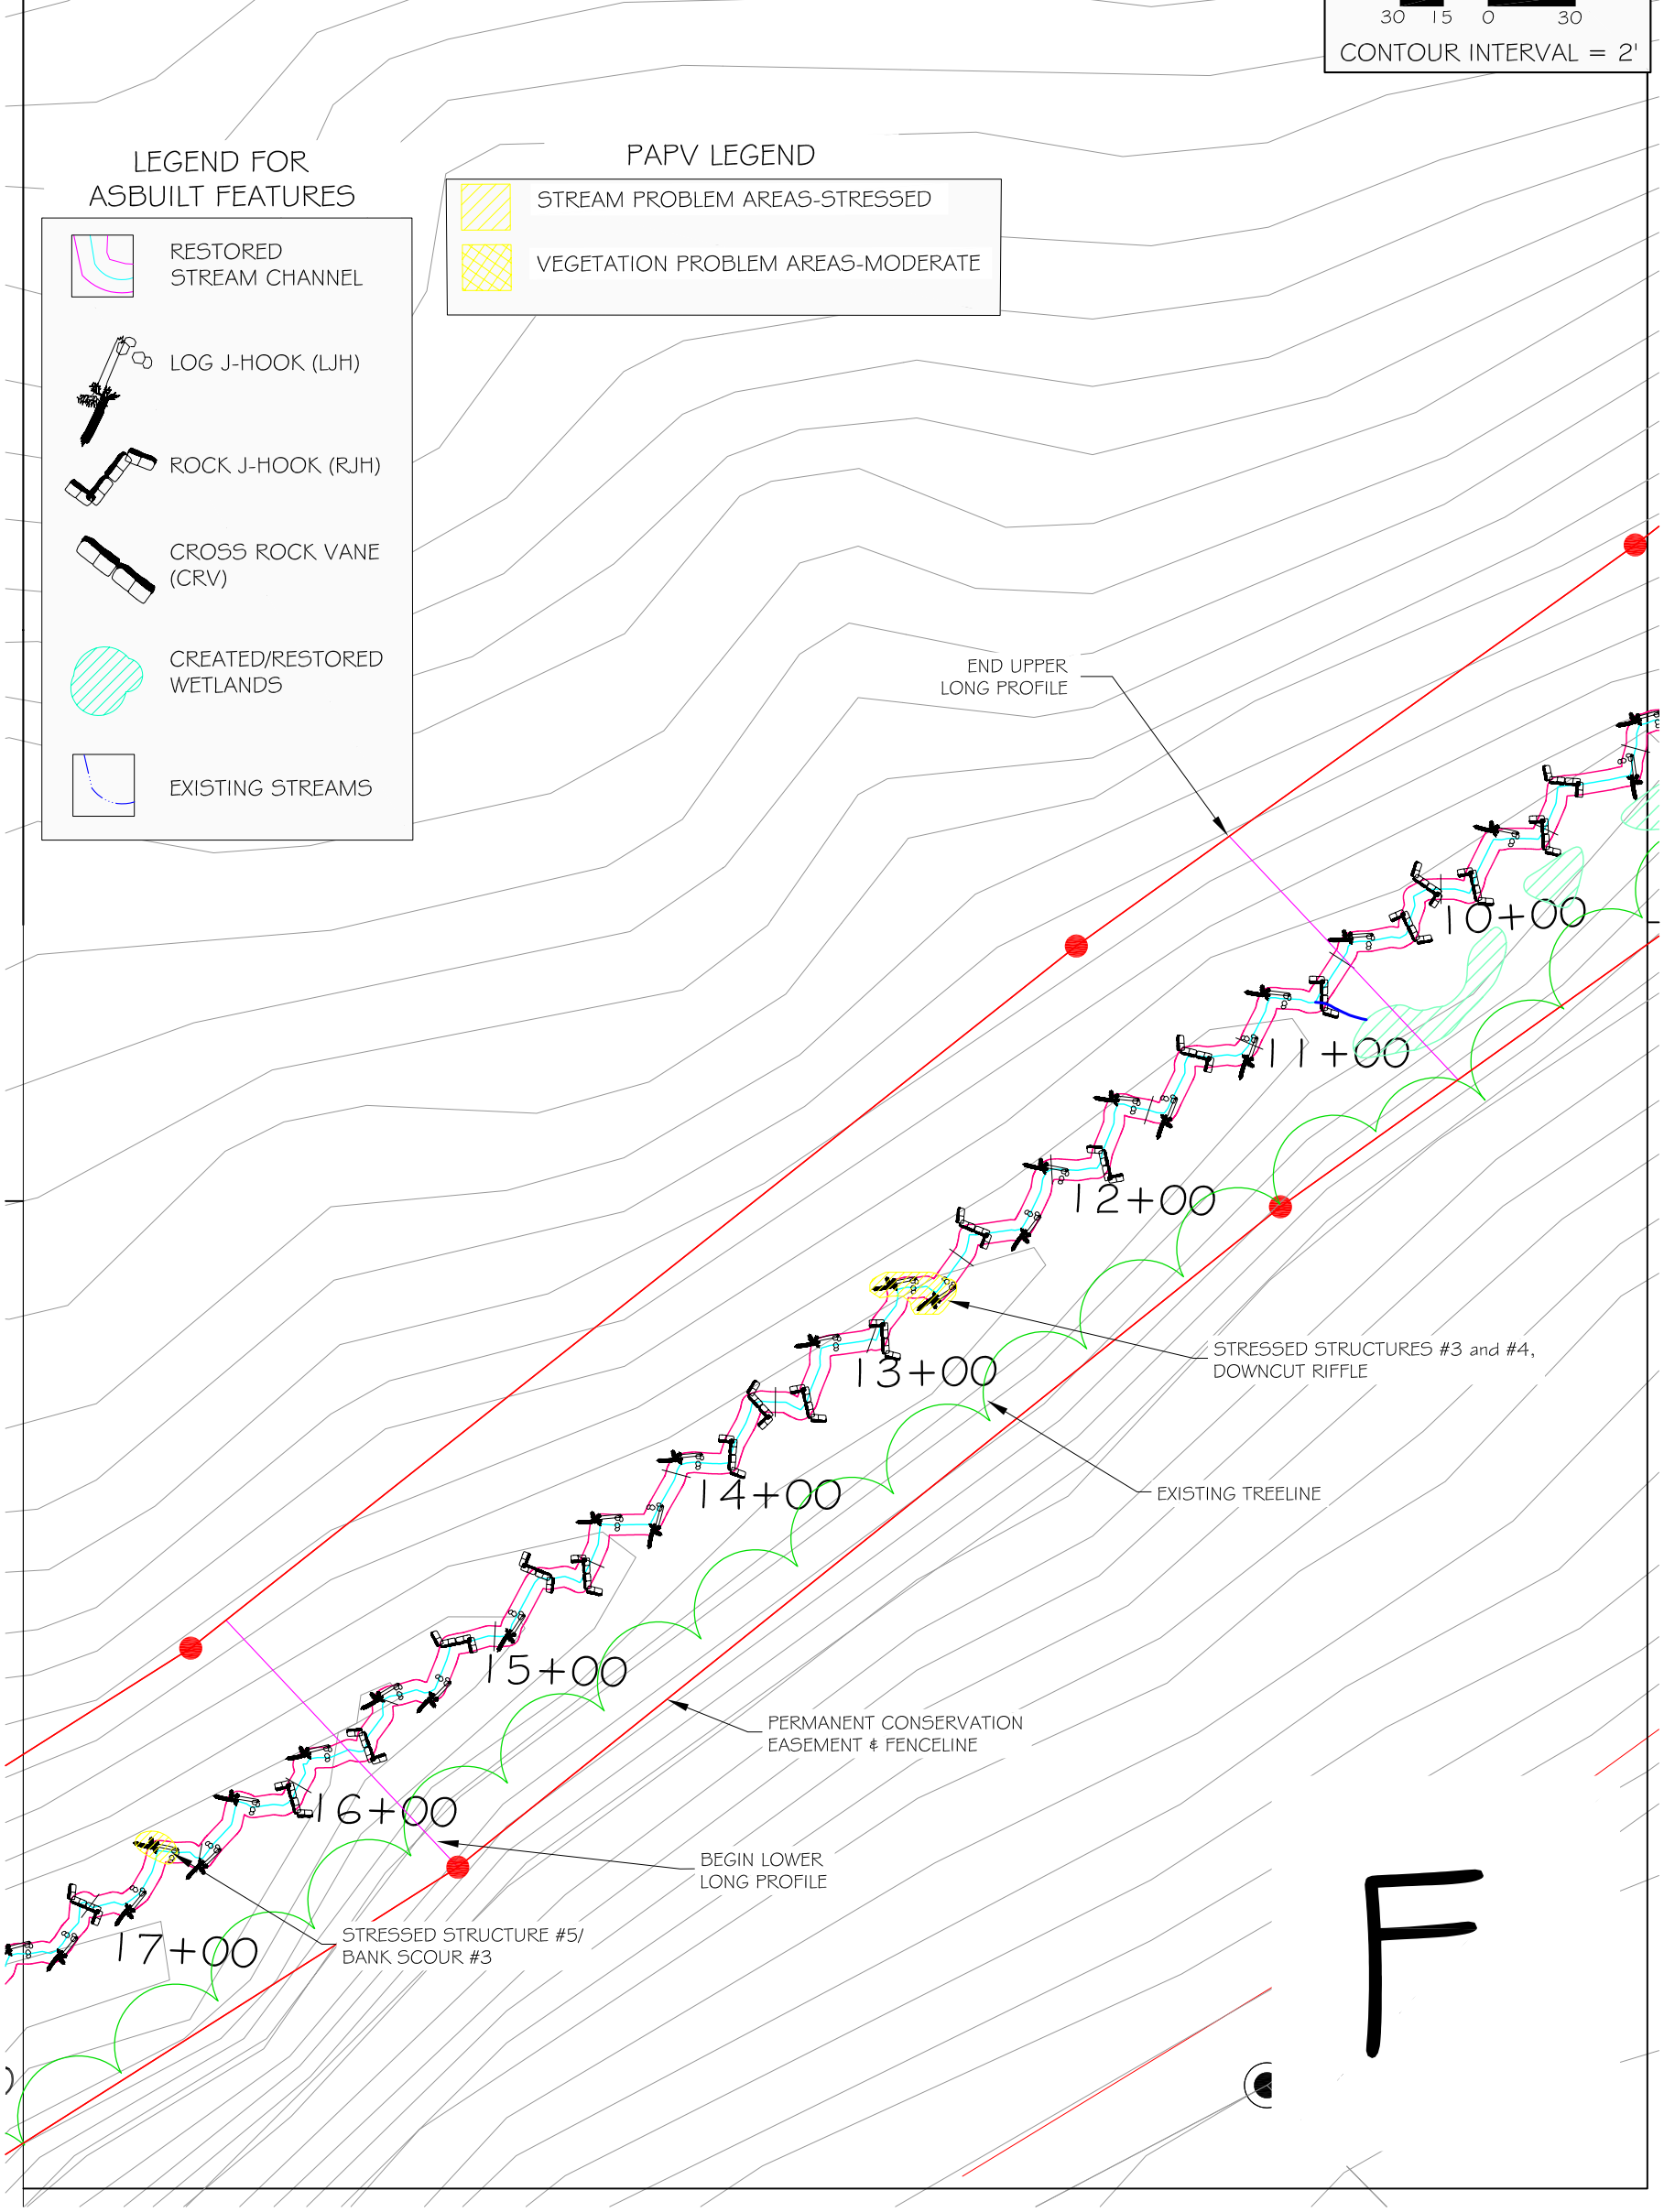 30 15 0 30
CONTOUR INTERVAL = 2'
LEGEND FOR
ASBUILT FEATURES
RESTORED
STREAM CHANNEL
LOG J-HOOK (LJH)
ROCK J-HOOK (RJH)
CROSS ROCK VANE
(CRV)
CREATED/RESTORED
WETLANDS
EXISTING STREAMS
PAPV LEGEND
STREAM PROBLEM AREAS-STRESSED
VEGETATION PROBLEM AREAS-MODERATE
END UPPER
LONG PROFILE
10+00
11+00
12+00
STRESSED STRUCTURES #3 and #4,
DOWNCUT RIFFLE
13+00
EXISTING TREELINE
14+00
15+00
PERMANENT CONSERVATION
EASEMENT & FENCELINE
16+00
BEGIN LOWER
LONG PROFILE
STRESSED STRUCTURE #5/
BANK SCOUR #3
17+00
F